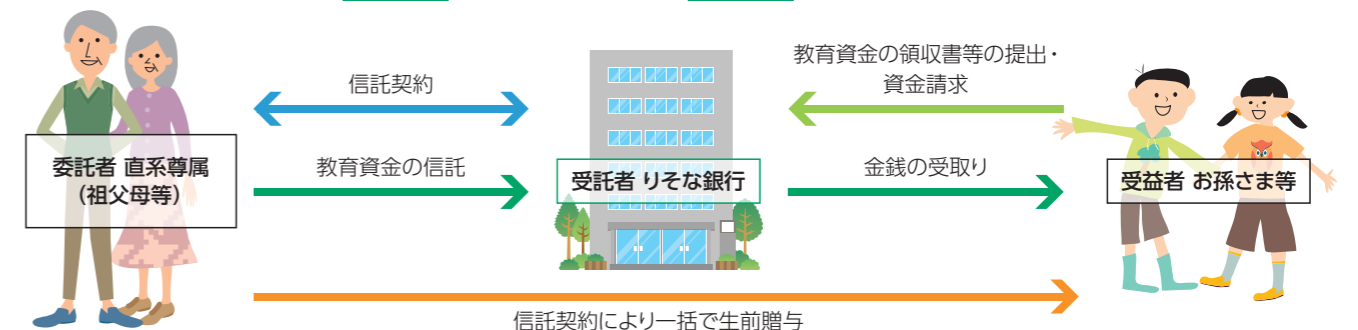 教育資金の領収書等の提出・
資金請求
信託契約
委託者 直系尊属
(祖父母等)
教育資金の信託
受託者 りそな銀行
金銭の受取り
受益者 お孫さま等
信託契約により一括で生前贈与